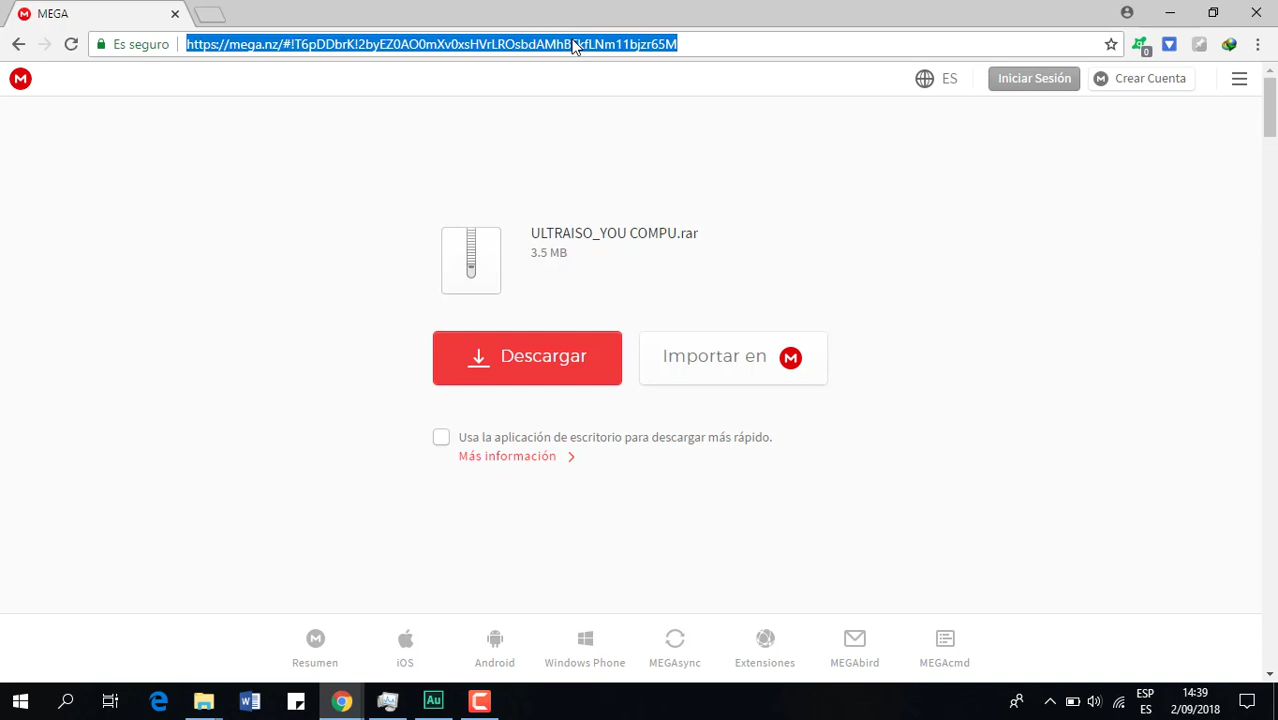 MEGA
Es seguro
ES
Iniciar Sesión
Crear Cuenta
0
ULTRAISO_YOU COMPU.rar
3.5 MB
Descargar
Importar en
Usa la aplicación de escritorio para descargar más rápido.
Más información
Resumen
iOS
Android
Windows Phone
MEGAsync
Extensiones
MEGAbird
MEGAcmd
ESP
ES
14:39
2/09/2018